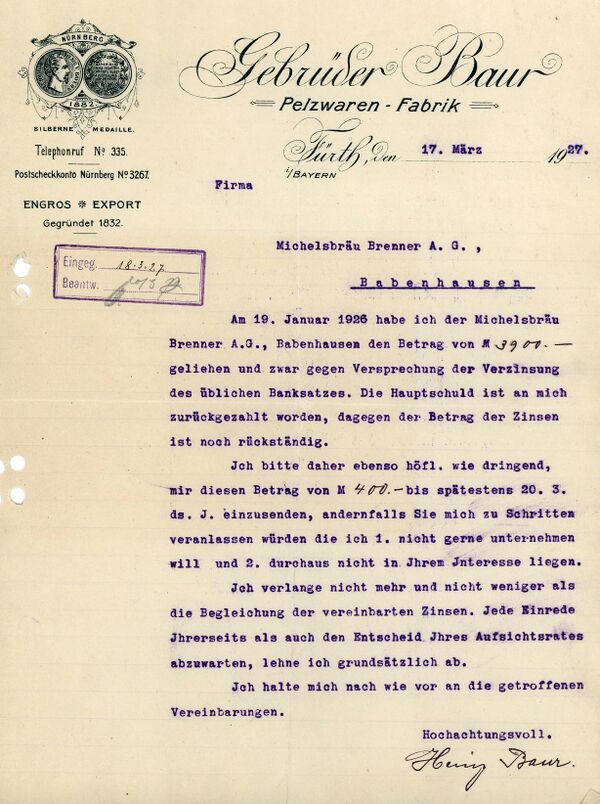 NÜRNBERG
1882
SILBERNE MEDAILLE.
Telephonruf № 335.
Postscheckkonto Nürnberg № 3267.
ENGROS * EXPORT
Gegründet 1832.
Gebrüder Baur
Pelzwaren - Fabrik
Fürth, den 17. März 1927.
i/BAYERN
Firma
Michelsbräu Brenner A. G. ,
Babenhausen
Eingeg. 18.3.27
Beantw.
Am 19. Januar 1926 habe ich der Michelsbräu
Brenner A.G., Babenhausen den Betrag von M 3900.—
geliehen und zwar gegen Versprechung der Verzinsung
des üblichen Banksatzes. Die Hauptschuld ist an mich
zurückgezahlt worden, dagegen der Betrag der Zinsen
ist noch rückständig.
Ich bitte daher ebenso höfl. wie dringend,
mir diesen Betrag von M 400.- bis spätestens 20. 3.
ds. J. einzusenden, andernfalls Sie mich zu Schritten
veranlassen würden die ich 1. nicht gerne unternehmen
will und 2. durchaus nicht in Jhrem Jnteresse liegen.
Jch verlange nicht mehr und nicht weniger als
die Begleichung der vereinbarten Zinsen. Jede Einrede
Jhrerseits als auch den Entscheid Jhres Aufsichtsrates
abzuwarten, lehne ich grundsätzlich ab.
Jch halte mich nach wie vor an die getroffenen
Vereinbarungen.
Hochachtungsvoll.
Heinz Baur.